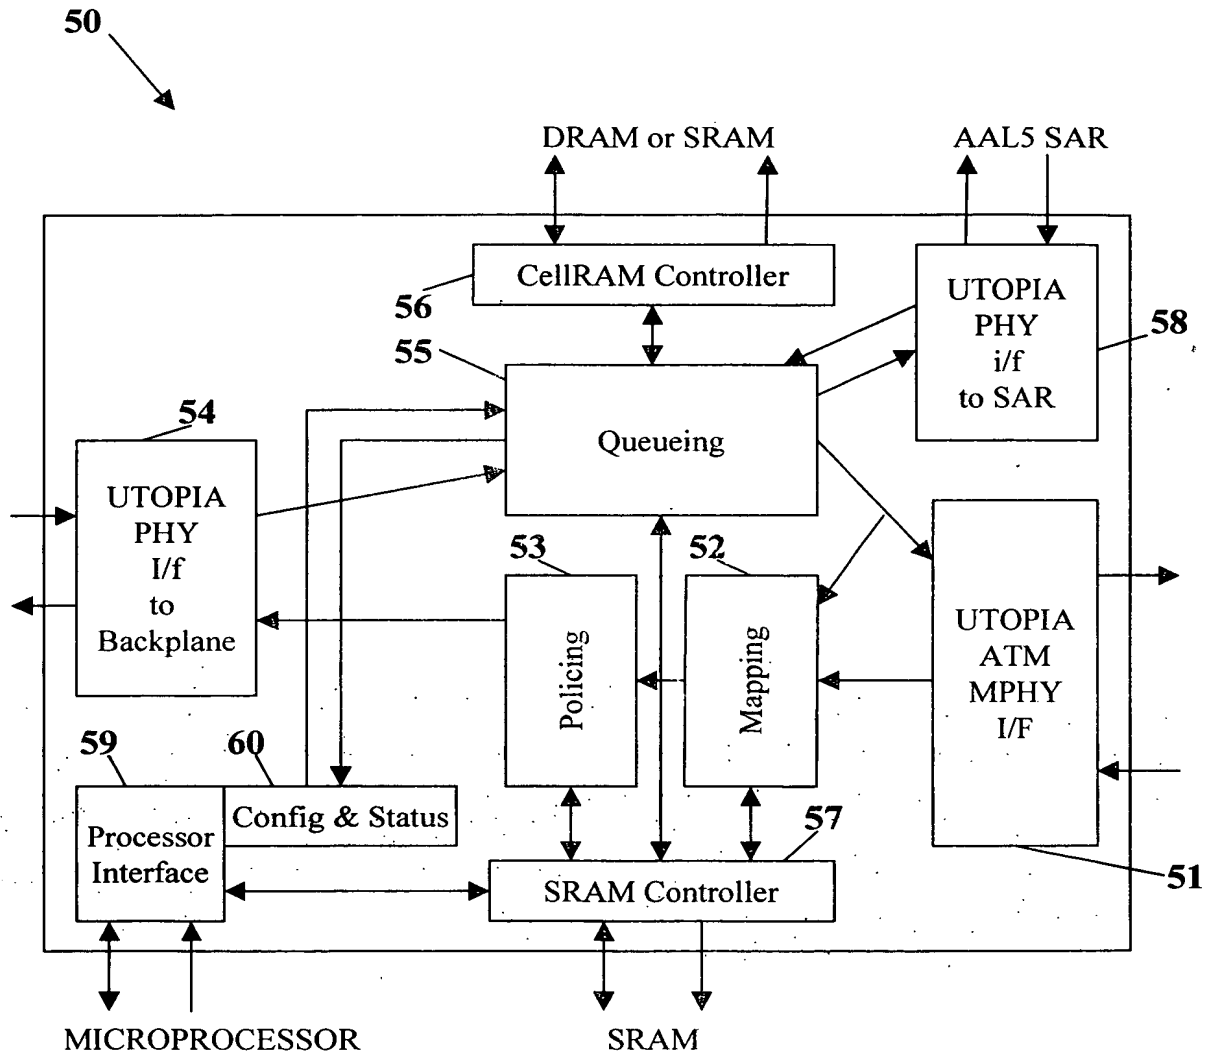 50
DRAM or SRAM
AAL5 SAR
CellRAM Controller
56
UTOPIA
PHY
i/f
to SAR
58
55
Queueing
54
UTOPIA
PHY
I/f
to
Backplane
53
Policing
52
Mapping
UTOPIA
ATM
MPHY
I/F
51
59
60
Config & Status
Processor
Interface
57
SRAM Controller
MICROPROCESSOR
SRAM